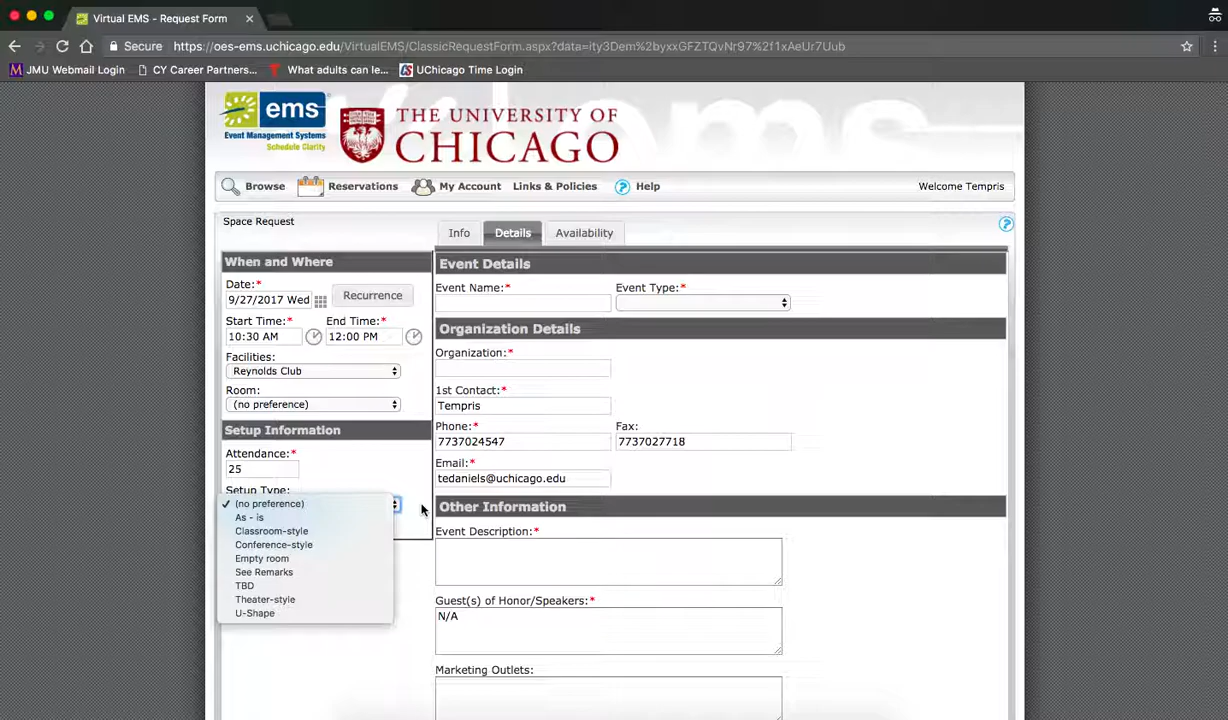 Virtual EMS - Request Form
Secure https://oes-ems.uchicago.edu/VirtualEMS/ClassicRequestForm.aspx?data=ity3Dem%2byxxGFZTQvNr97%2f1xAeUr7Uub
JMU Webmail Login CY Career Partners... What adults can le... UChicago Time Login
ems
Event Management Systems
Schedule Clarity
THE UNIVERSITY OF
CHICAGO
Browse Reservations My Account Links & Policies ? Help Welcome Tempris
Space Request
Info Details Availability ?
When and Where
Date:*
9/27/2017 Wed Recurrence
Start Time:* End Time:*
10:30 AM 12:00 PM
Facilities:
Reynolds Club
Room:
(no preference)
Setup Information
Attendance:*
25
Setup Type:
✓ (no preference)
As - is
Classroom-style
Conference-style
Empty room
See Remarks
TBD
Theater-style
U-Shape
Event Details
Event Name:* Event Type:*
Organization Details
Organization:*
1st Contact:*
Tempris
Phone:* Fax:
7737024547 7737027718
Email:*
tedaniels@uchicago.edu
Other Information
Event Description:*
Guest(s) of Honor/Speakers:*
N/A
Marketing Outlets: